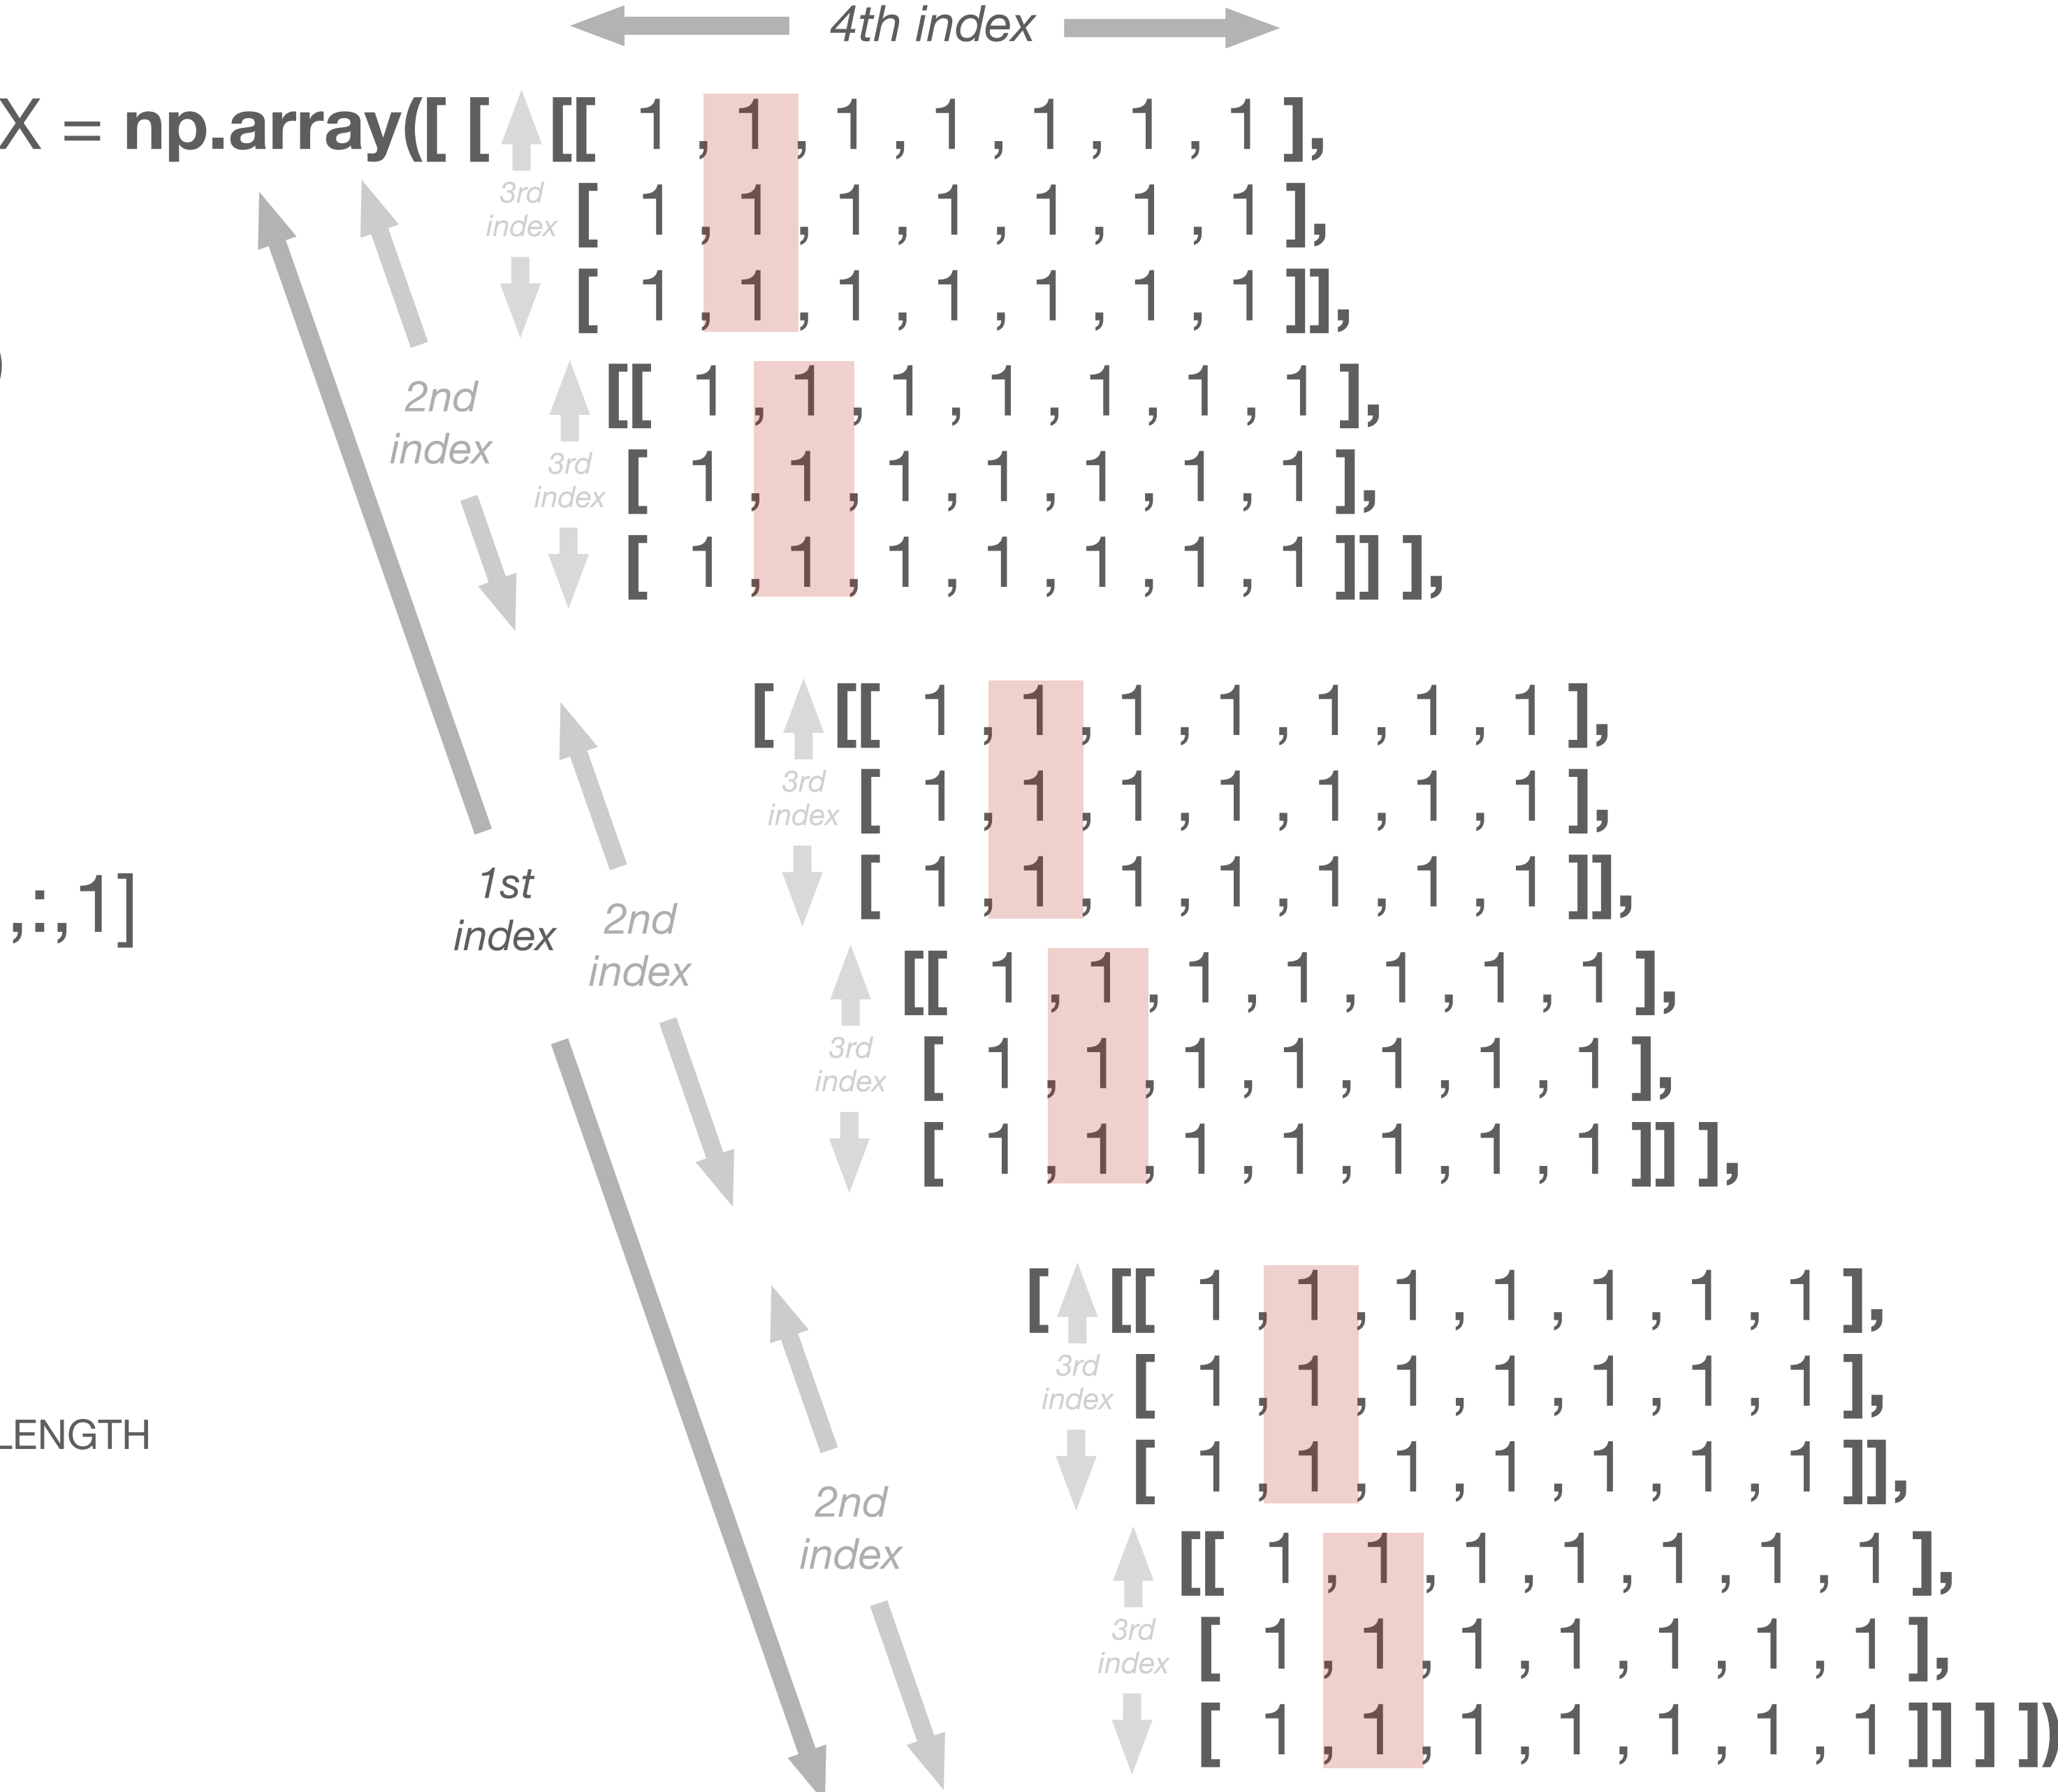 4th index
X = np.array([ [ [[ 1 , 1 , 1 , 1 , 1 , 1 , 1 ],
3rd
index
[ 1 , 1 , 1 , 1 , 1 , 1 , 1 ],
[ 1 , 1 , 1 , 1 , 1 , 1 , 1 ]],
)
2nd
index
[[ 1 , 1 , 1 , 1 , 1 , 1 , 1 ],
3rd
index
[ 1 , 1 , 1 , 1 , 1 , 1 , 1 ],
[ 1 , 1 , 1 , 1 , 1 , 1 , 1 ]] ],
[ [[ 1 , 1 , 1 , 1 , 1 , 1 , 1 ],
3rd
index
[ 1 , 1 , 1 , 1 , 1 , 1 , 1 ],
[ 1 , 1 , 1 , 1 , 1 , 1 , 1 ]],
,:,1]
1st
index
2nd
index
[[ 1 , 1 , 1 , 1 , 1 , 1 , 1 ],
3rd
index
[ 1 , 1 , 1 , 1 , 1 , 1 , 1 ],
[ 1 , 1 , 1 , 1 , 1 , 1 , 1 ]] ],
[ [[ 1 , 1 , 1 , 1 , 1 , 1 , 1 ],
3rd
index
[ 1 , 1 , 1 , 1 , 1 , 1 , 1 ],
LENGTH
[ 1 , 1 , 1 , 1 , 1 , 1 , 1 ]],
2nd
index
[[ 1 , 1 , 1 , 1 , 1 , 1 , 1 ],
3rd
index
[ 1 , 1 , 1 , 1 , 1 , 1 , 1 ],
[ 1 , 1 , 1 , 1 , 1 , 1 , 1 ]] ] ])